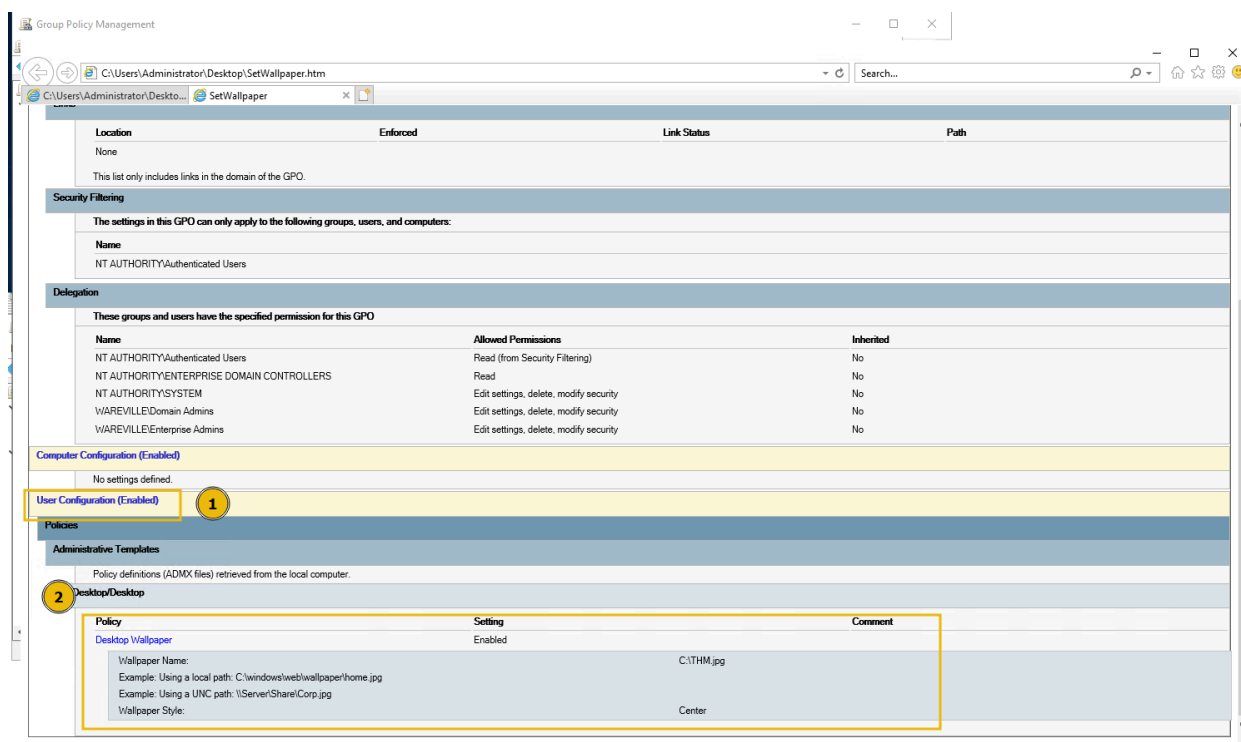 Group Policy Management
C:\Users\Administrator\Desktop\SetWallpaper.htm
Search...
C:\Users\Administrator\Deskto...
SetWallpaper
Links
Location Enforced Link Status Path
None
This list only includes links in the domain of the GPO.
Security Filtering
The settings in this GPO can only apply to the following groups, users, and computers:
Name
NT AUTHORITY\Authenticated Users
Delegation
These groups and users have the specified permission for this GPO
Name Allowed Permissions Inherited
NT AUTHORITY\Authenticated Users Read (from Security Filtering) No
NT AUTHORITY\ENTERPRISE DOMAIN CONTROLLERS Read No
NT AUTHORITY\SYSTEM Edit settings, delete, modify security No
WAREVILLE\Domain Admins Edit settings, delete, modify security No
WAREVILLE\Enterprise Admins Edit settings, delete, modify security No
Computer Configuration (Enabled)
No settings defined.
User Configuration (Enabled)
1
Policies
Administrative Templates
Policy definitions (ADMX files) retrieved from the local computer.
2
Desktop/Desktop
Policy Setting Comment
Desktop Wallpaper Enabled
Wallpaper Name: C:\THM.jpg
Example: Using a local path: C:\windows\web\wallpaper\home.jpg
Example: Using a UNC path: \\Server\Share\Corp.jpg
Wallpaper Style: Center